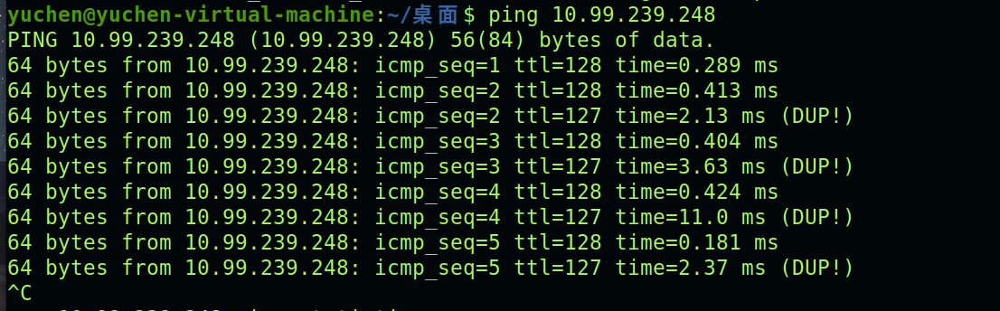 yuchen@yuchen-virtual-machine:~/桌面$ ping 10.99.239.248
PING 10.99.239.248 (10.99.239.248) 56(84) bytes of data.
64 bytes from 10.99.239.248: icmp_seq=1 ttl=128 time=0.289 ms
64 bytes from 10.99.239.248: icmp_seq=2 ttl=128 time=0.413 ms
64 bytes from 10.99.239.248: icmp_seq=2 ttl=127 time=2.13 ms (DUP!)
64 bytes from 10.99.239.248: icmp_seq=3 ttl=128 time=0.404 ms
64 bytes from 10.99.239.248: icmp_seq=3 ttl=127 time=3.63 ms (DUP!)
64 bytes from 10.99.239.248: icmp_seq=4 ttl=128 time=0.424 ms
64 bytes from 10.99.239.248: icmp_seq=4 ttl=127 time=11.0 ms (DUP!)
64 bytes from 10.99.239.248: icmp_seq=5 ttl=128 time=0.181 ms
64 bytes from 10.99.239.248: icmp_seq=5 ttl=127 time=2.37 ms (DUP!)
^C